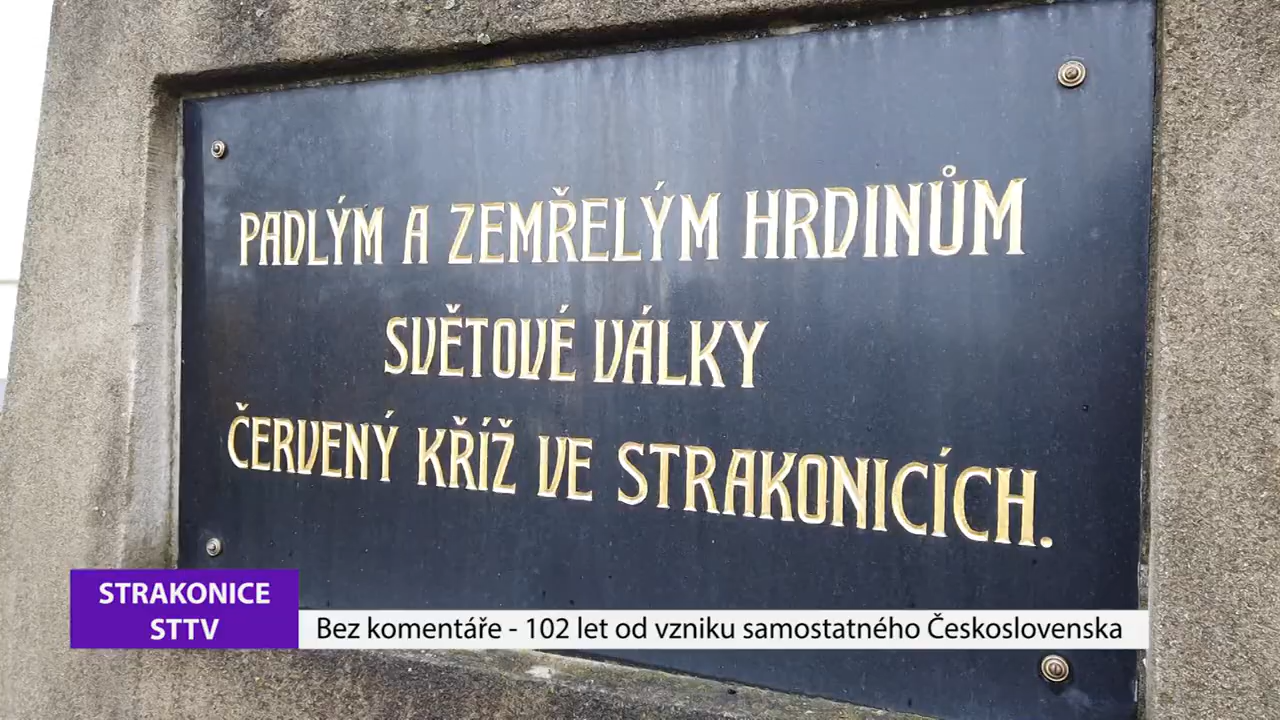 PADLÝM A ZEMŘELÝM HRDINŮM
SVĚTOVÉ VÁLKY
ČERVENÝ KŘÍŽ VE STRAKONICÍCH.
STRAKONICE
STTV
Bez komentáře - 102 let od vzniku samostatného Československa